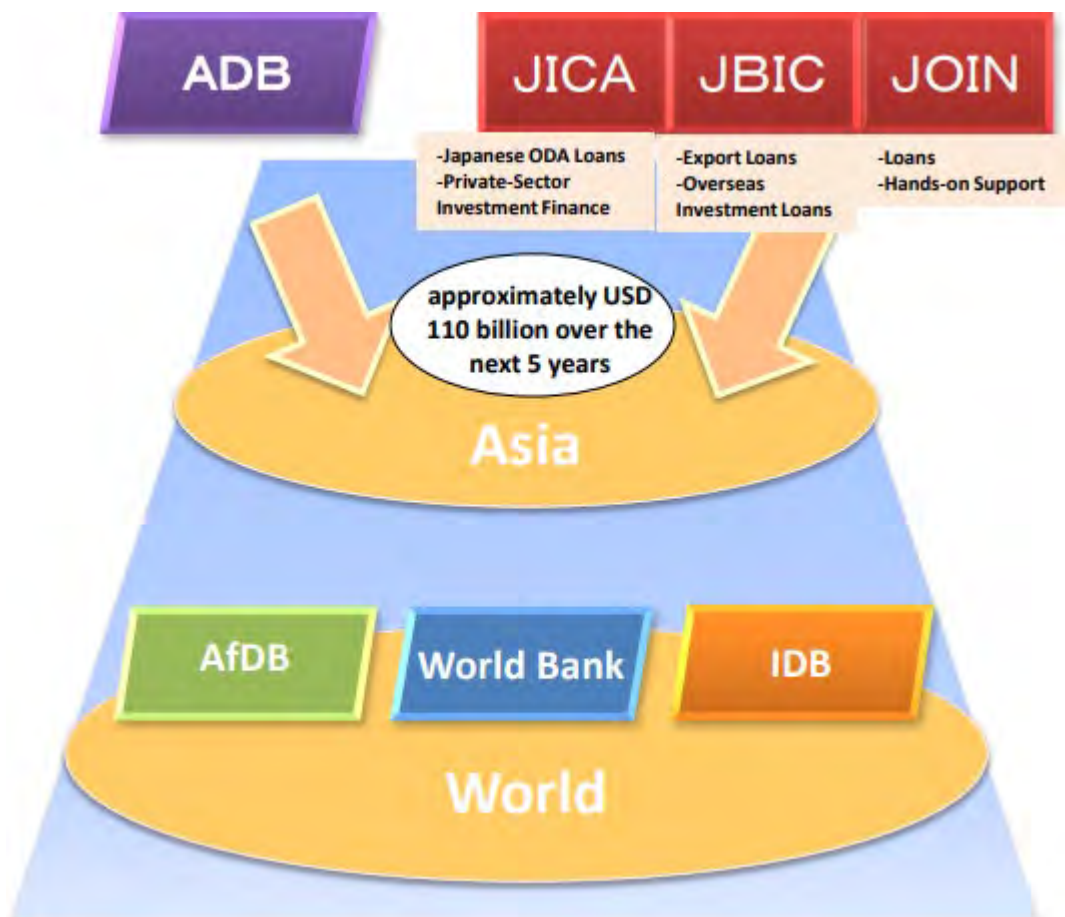 ADB
JICA
JBIC
JOIN
-Japanese ODA Loans
-Private-Sector
Investment Finance
-Export Loans
-Overseas
Investment Loans
-Loans
-Hands-on Support
approximately USD
110 billion over the
next 5 years
Asia
AfDB
World Bank
IDB
World